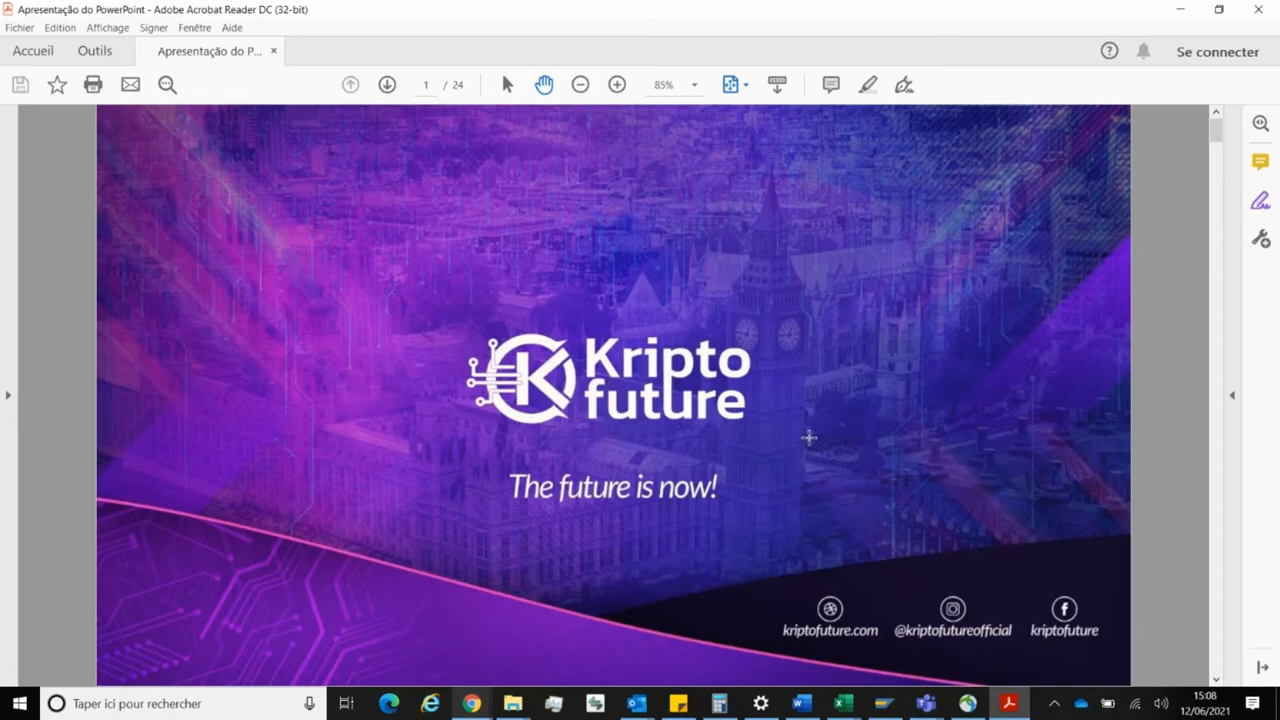 Apresentação do PowerPoint - Adobe Acrobat Reader DC (32-bit)
Fichier Edition Affichage Signer Fenêtre Aide
Accueil Outils Apresentação do P... × Se connecter
1 / 24 85%
K Kripto
future
The future is now!
kriptofuture.com @kriptofutureofficial kriptofuture
Taper ici pour rechercher
15:08
12/06/2021